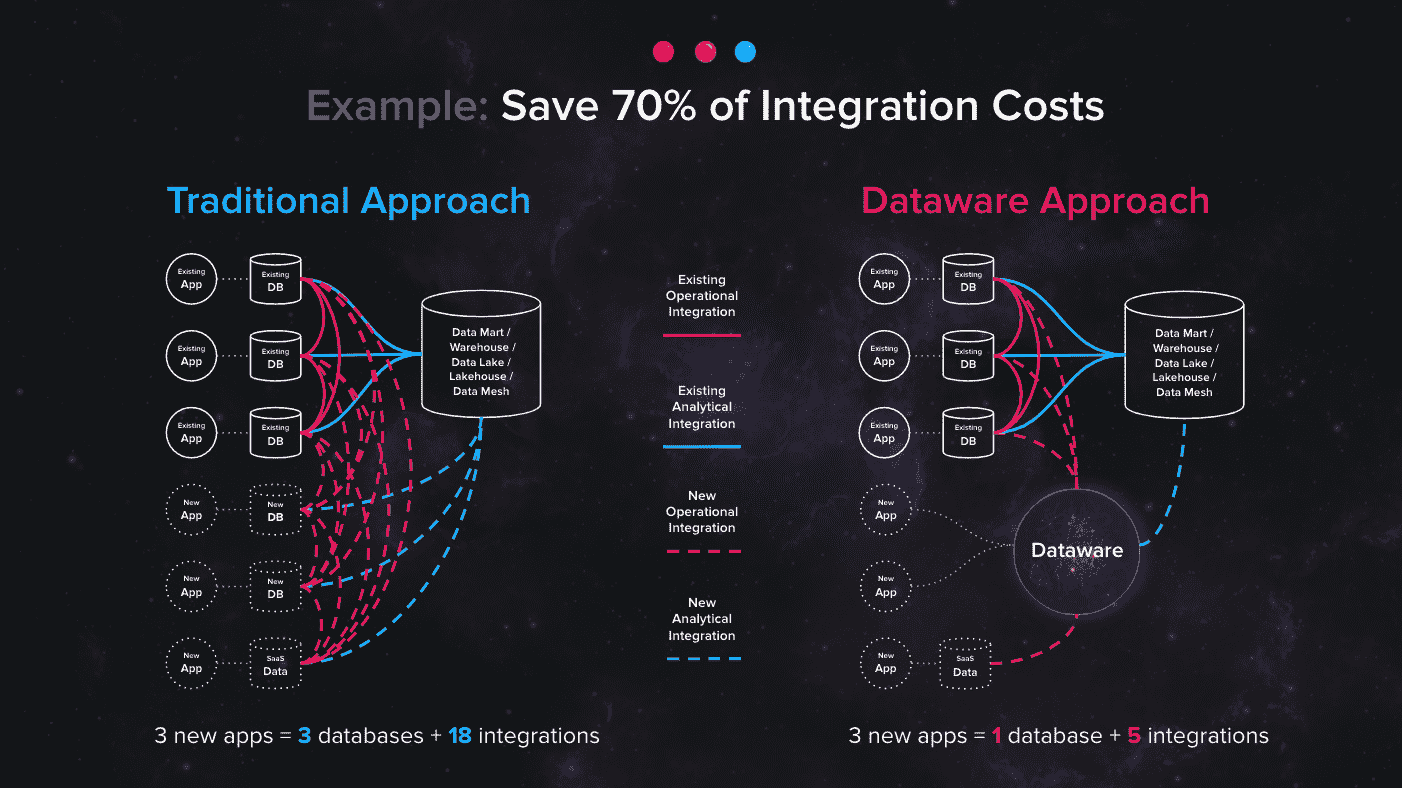 Example: Save 70% of Integration Costs
Traditional Approach
Existing
App
Existing
DB
Existing
App
Existing
DB
Existing
App
Existing
DB
New
App
New
DB
New
App
New
DB
New
App
SaaS
Data
Data Mart /
Warehouse /
Data Lake /
Lakehouse /
Data Mesh
3 new apps = 3 databases + 18 integrations
Existing
Operational
Integration
Existing
Analytical
Integration
New
Operational
Integration
New
Analytical
Integration
Dataware Approach
Existing
App
Existing
DB
Existing
App
Existing
DB
Existing
App
Existing
DB
New
App
New
App
New
App
SaaS
Data
Data Mart /
Warehouse /
Data Lake /
Lakehouse /
Data Mesh
Dataware
3 new apps = 1 database + 5 integrations